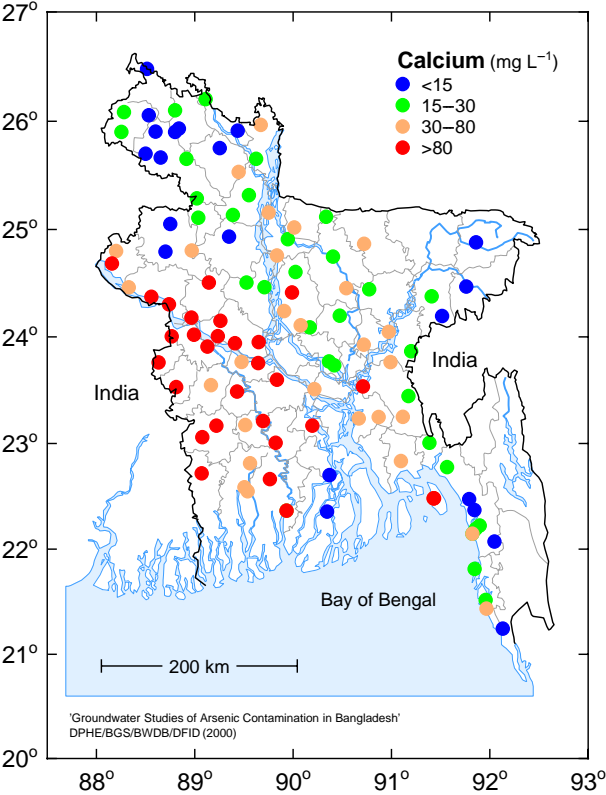 27°
26°
25°
24°
23°
22°
21°
20°
Calcium (mg L⁻¹)
<15
15−30
30−80
>80
India
India
Bay of Bengal
200 km
'Groundwater Studies of Arsenic Contamination in Bangladesh'
DPHE/BGS/BWDB/DFID (2000)
88° 89° 90° 91° 92° 93°